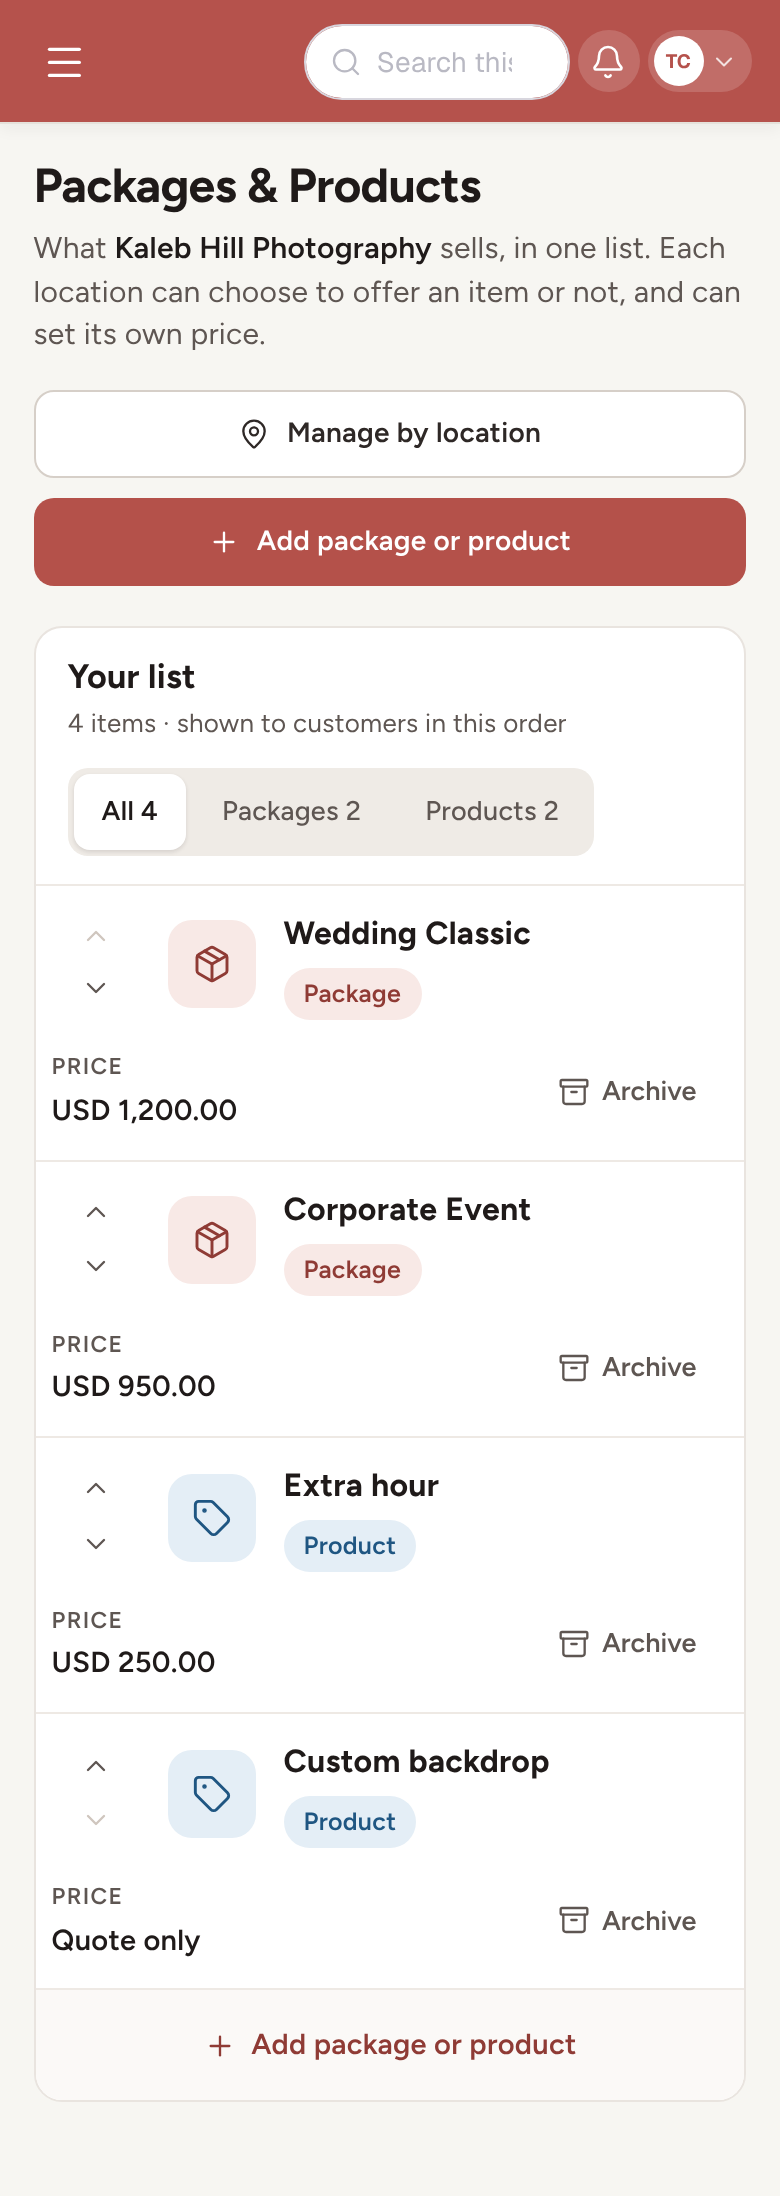 Search this
TC
Packages & Products
What Kaleb Hill Photography sells, in one list. Each
location can choose to offer an item or not, and can
set its own price.
Manage by location
Add package or product
Your list
4 items · shown to customers in this order
All 4 Packages 2 Products 2
Wedding Classic
Package
PRICE
USD 1,200.00
Archive
Corporate Event
Package
PRICE
USD 950.00
Archive
Extra hour
Product
PRICE
USD 250.00
Archive
Custom backdrop
Product
PRICE
Quote only
Archive
Add package or product